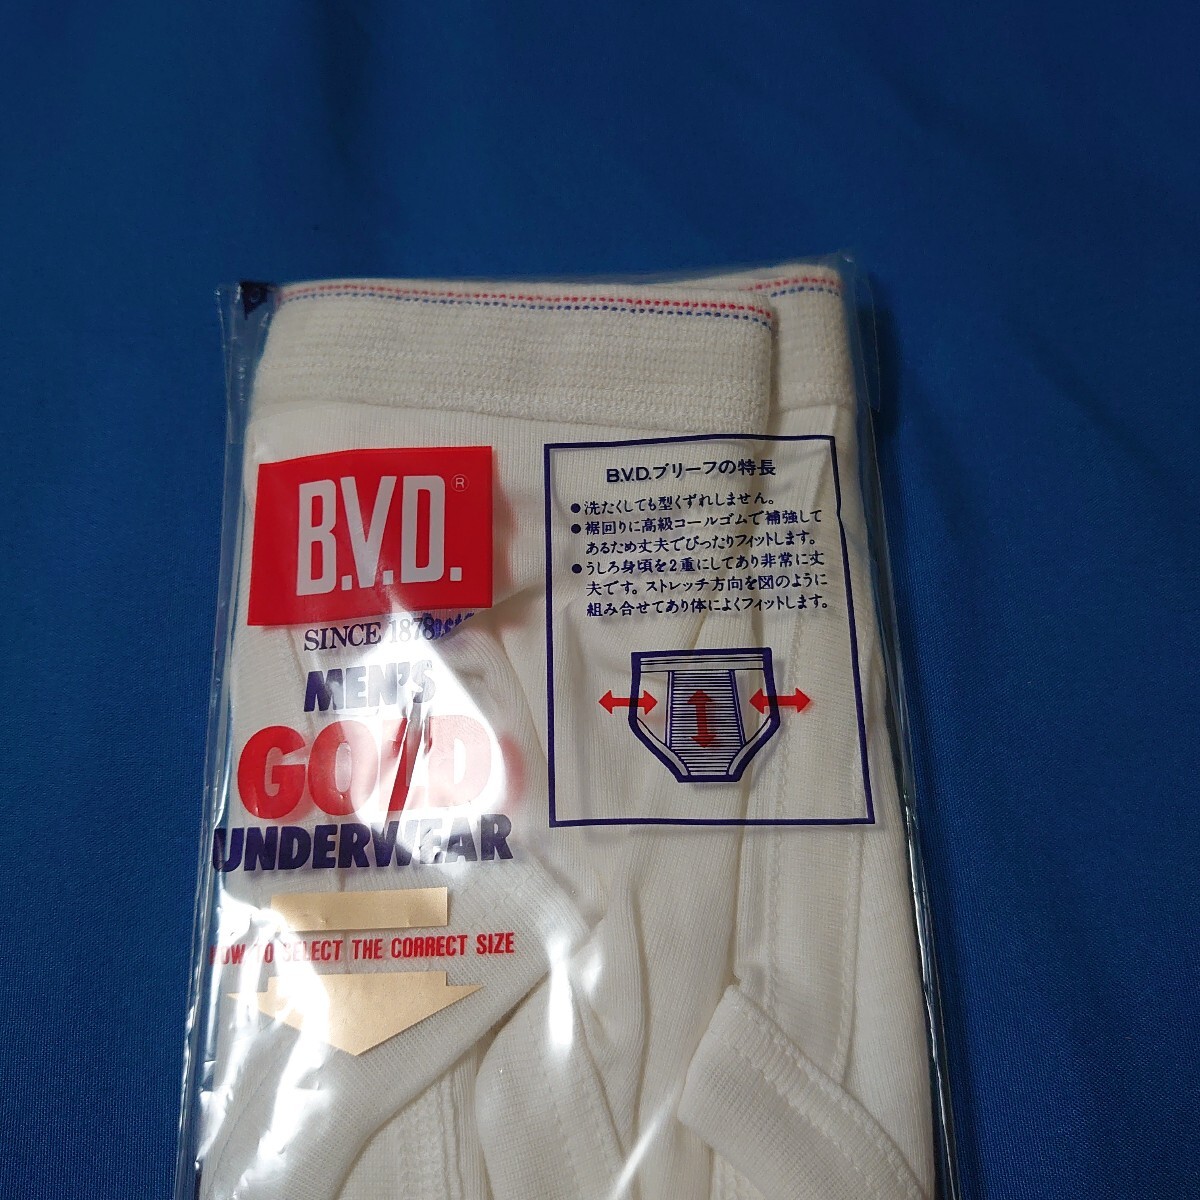 B.V.D.®
SINCE 1878
MEN'S
GOLD
UNDERWEAR
HOW TO SELECT THE CORRECT SIZE
B.V.D.ブリーフの特長
●洗たくしても型くずれしません。
●裾回りに高級コールゴムで補強して
あるため丈夫でぴったりフィットします。
●うしろ身頃を2重にしてあり非常に丈
夫です。ストレッチ方向を図のように
組み合せてあり体によくフィットします。